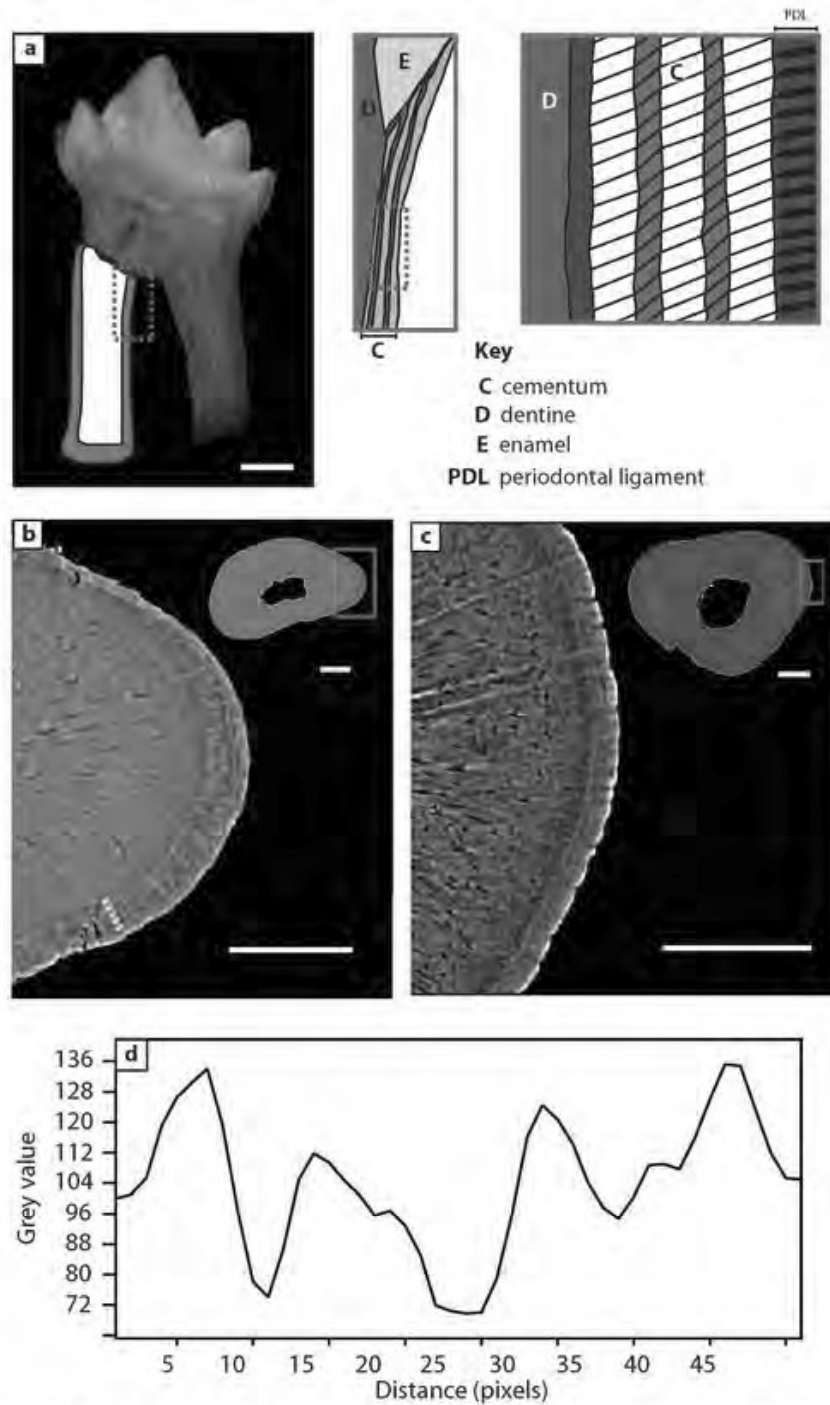 PDL
a
E
D
C
D
C
Key
C cementum
D dentine
E enamel
PDL periodontal ligament
b
c
d
136
128
120
112
104
96
88
80
72
Grey value
5 10 15 20 25 30 35 40 45
Distance (pixels)